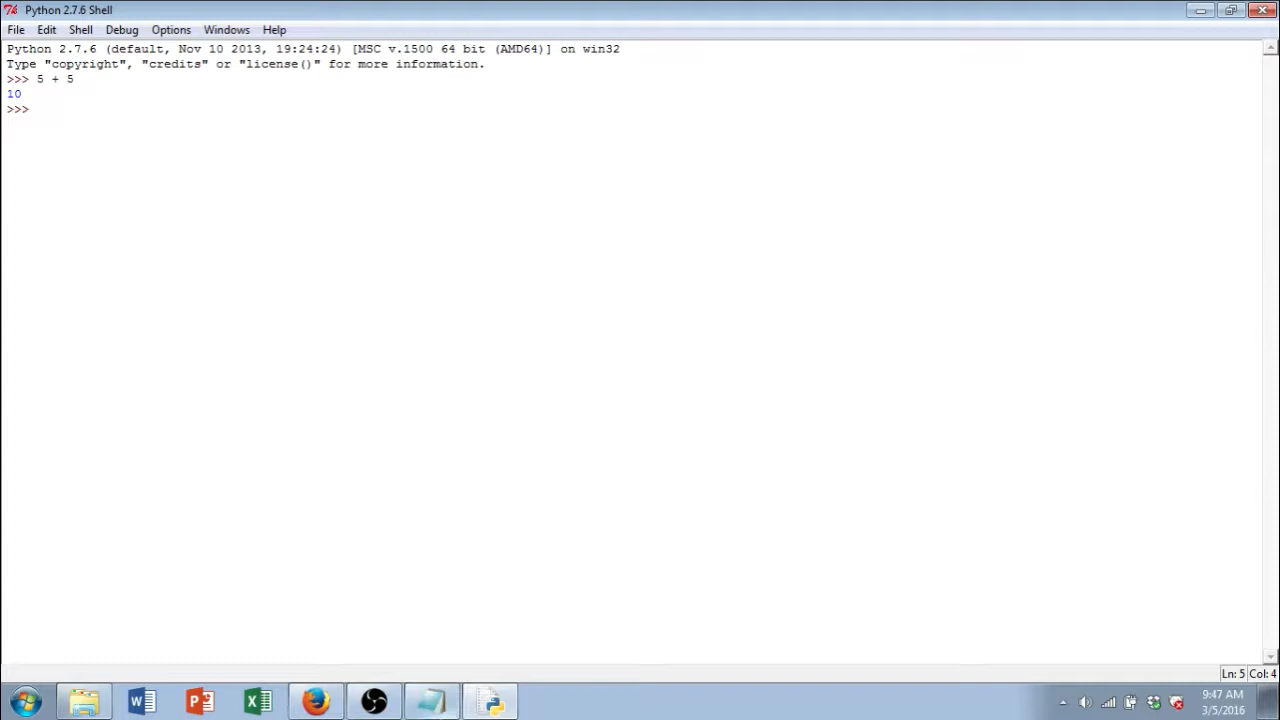 Python 2.7.6 Shell
File Edit Shell Debug Options Windows Help
Python 2.7.6 (default, Nov 10 2013, 19:24:24) [MSC v.1500 64 bit (AMD64)] on win32
Type "copyright", "credits" or "license()" for more information.
>>> 5 + 5
10
>>>
Ln: 5 Col: 4
9:47 AM
3/5/2016